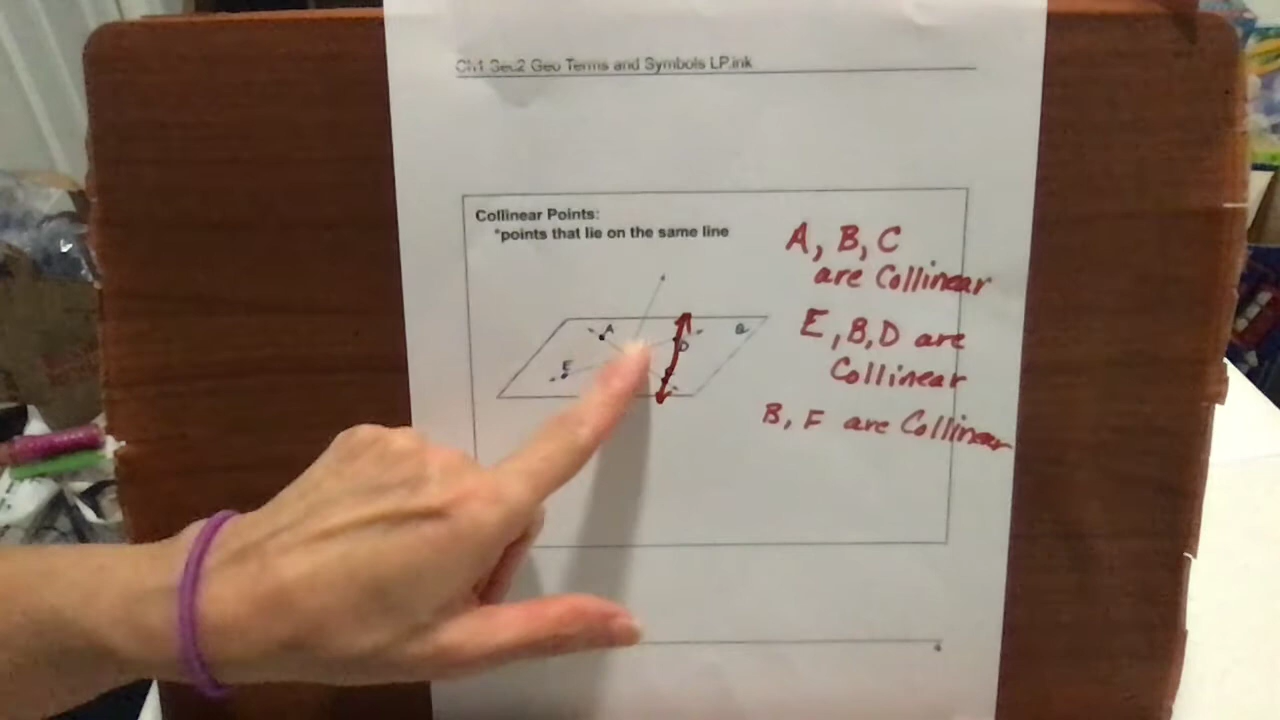 Ch1 Sec2 Geo Terms and Symbols LP.ink
Collinear Points:
*points that lie on the same line
A, B, C
are Collinear
E, B, D are
Collinear
B, F are Collinear
A
D
Q
E